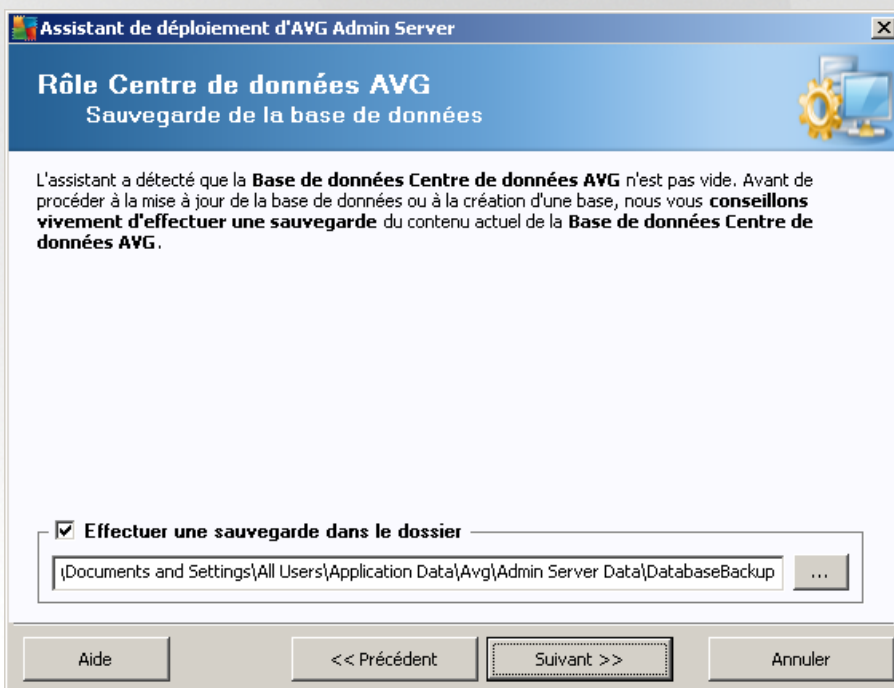 Assistant de déploiement d'AVG Admin Server
Rôle Centre de données AVG
Sauvegarde de la base de données
L'assistant a détecté que la Base de données Centre de données AVG n'est pas vide. Avant de
procéder à la mise à jour de la base de données ou à la création d'une base, nous vous conseillons
vivement d'effectuer une sauvegarde du contenu actuel de la Base de données Centre de
données AVG.
Effectuer une sauvegarde dans le dossier
\Documents and Settings\All Users\Application Data\Avg\Admin Server Data\DatabaseBackup
...
Aide
<< Précédent
Suivant >>
Annuler